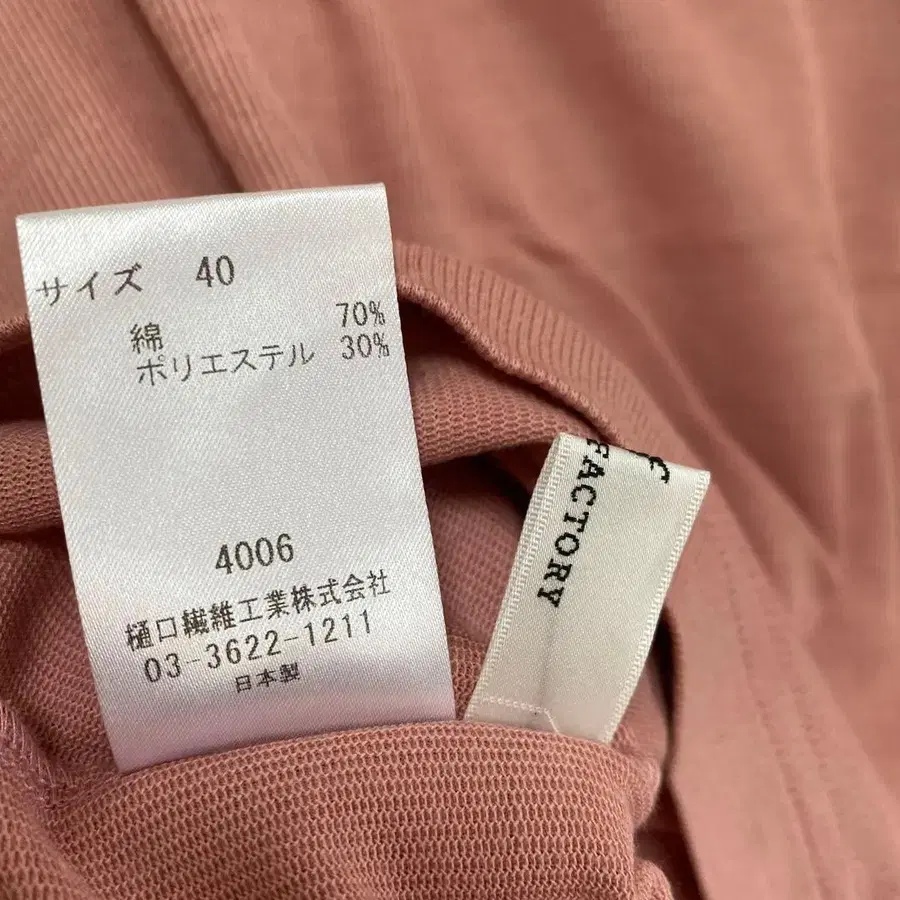 サイズ 40
綿 70%
ポリエステル 30%
4006
樋口繊維工業株式会社
03-3622-1211
日本製
FACTORY